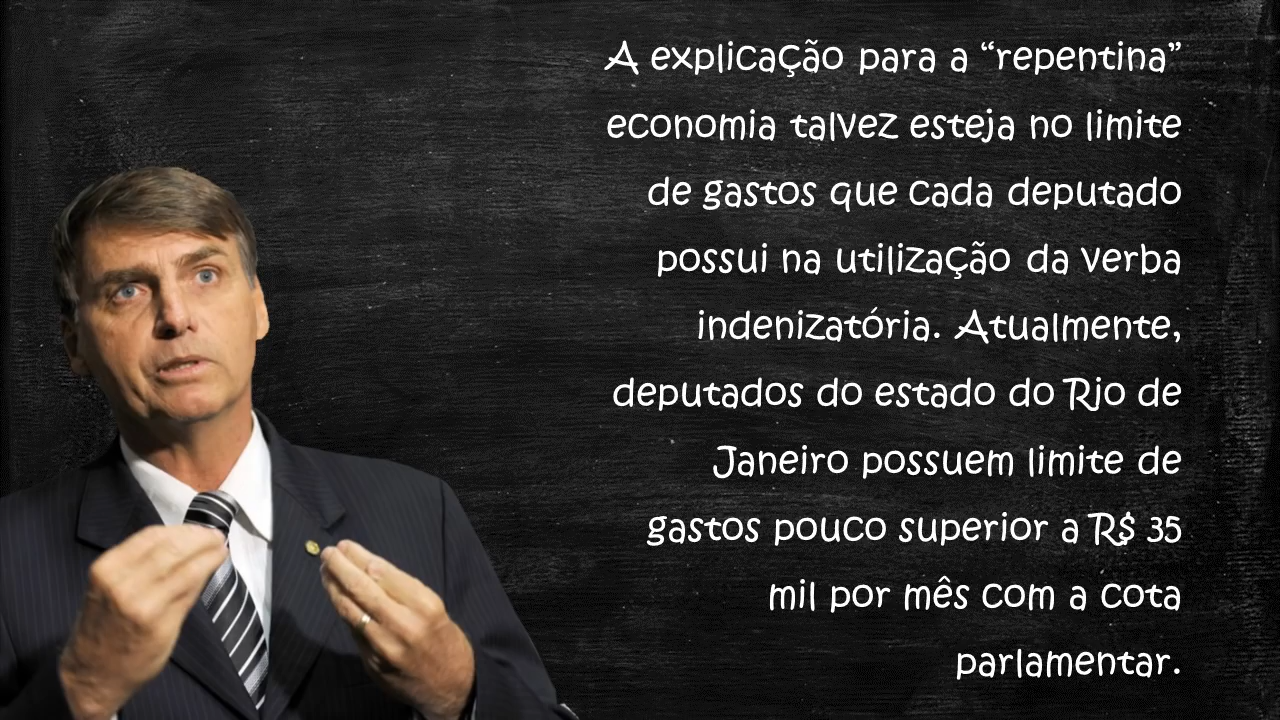 A explicação para a “repentina”
economia talvez esteja no limite
de gastos que cada deputado
possui na utilização da verba
indenizatória. Atualmente,
deputados do estado do Rio de
Janeiro possuem limite de
gastos pouco superior a R$ 35
mil por mês com a cota
parlamentar.